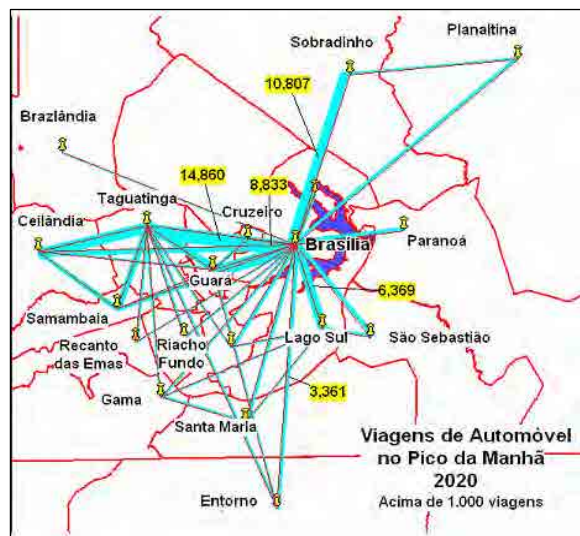 Planaltina
Sobradinho
10,807
Brazlândia
14,860
8,833
Taguatinga
Cruzeiro
Ceilândia
Brasília
Paranoá
Guará
6,369
Samambaia
Lago Sul
São Sebastião
Recanto
das Emas
Riacho
Fundo
3,361
Gama
Santa Maria
Viagens de Automóvel
no Pico da Manhã
2020
Acima de 1.000 viagens
Entorno